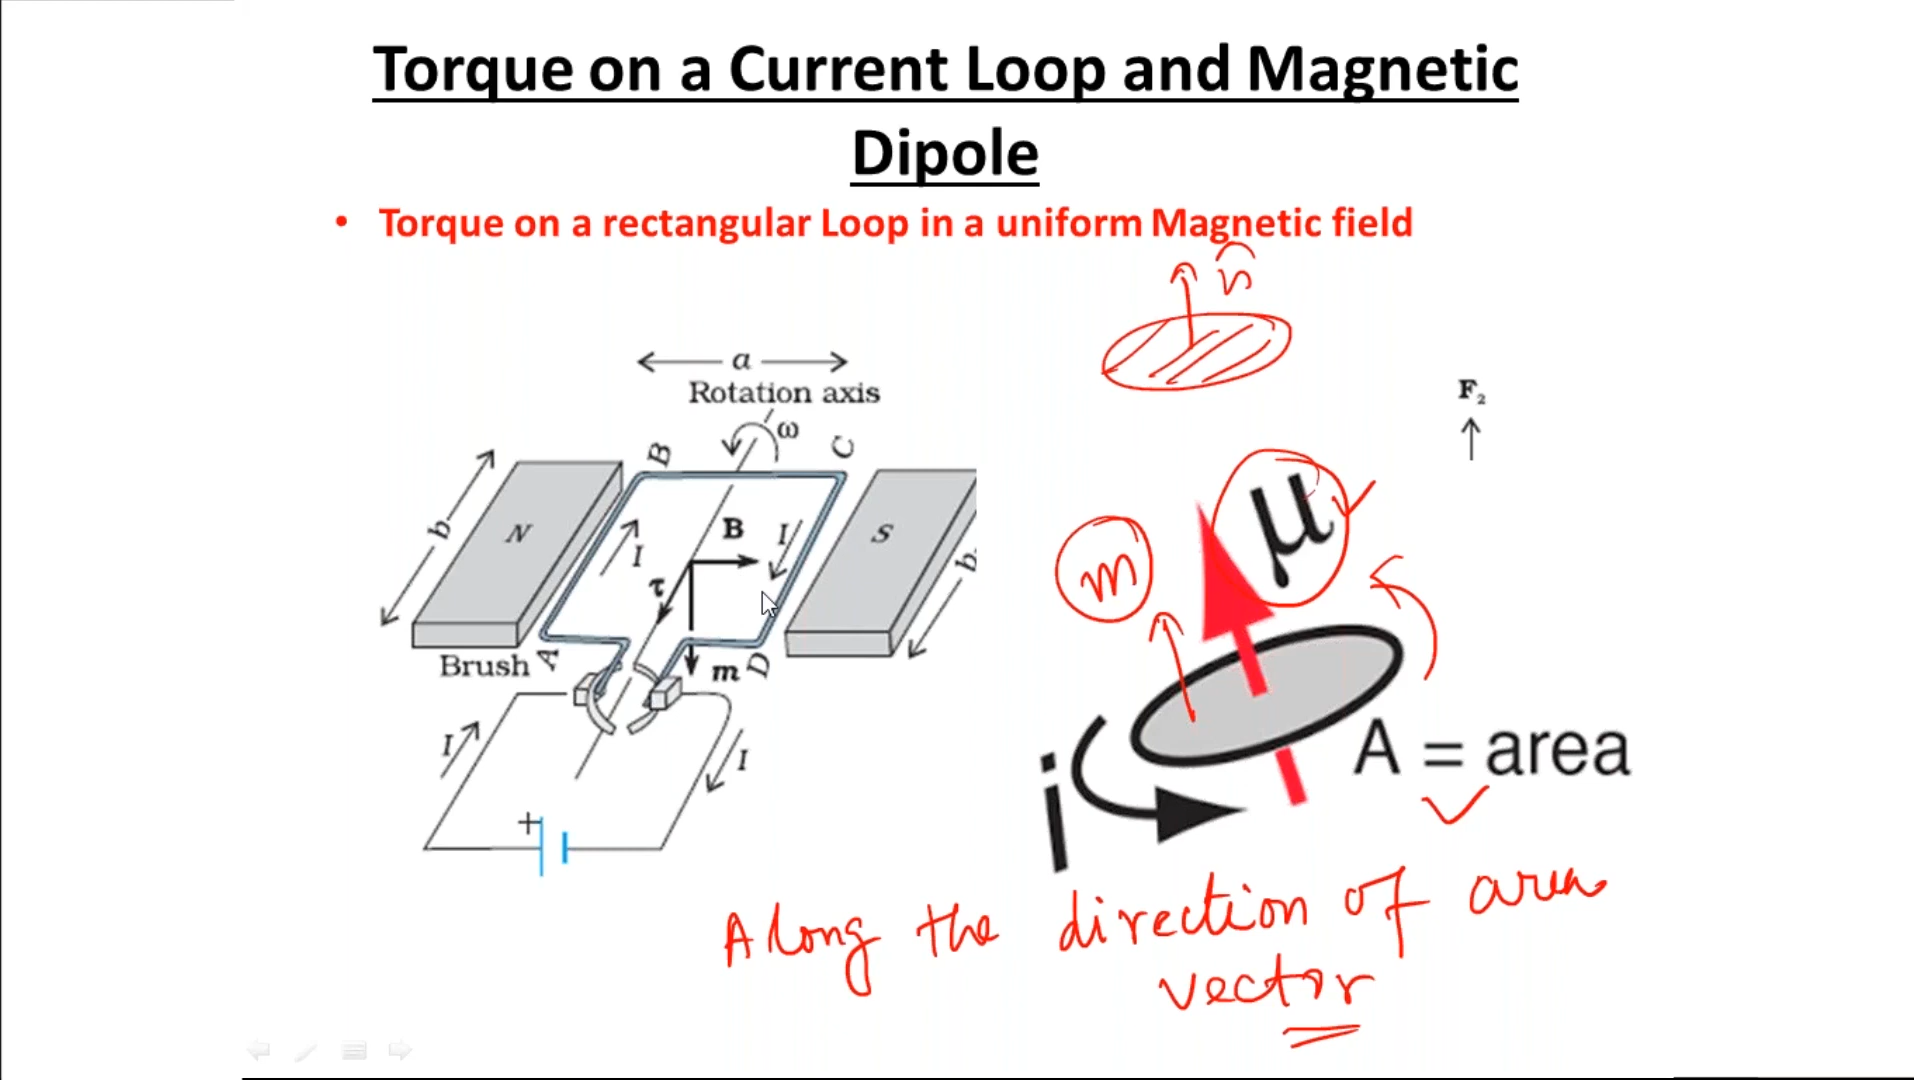 Torque on a Current Loop and Magnetic
Dipole
• Torque on a rectangular Loop in a uniform Magnetic field
n̂
a
Rotation axis
ω
F₂
B
C
b
N
B
I
S
I
b
τ
m
μ
Brush
A
m
D
I
I
+
i
A = area
Along the direction of area
vector